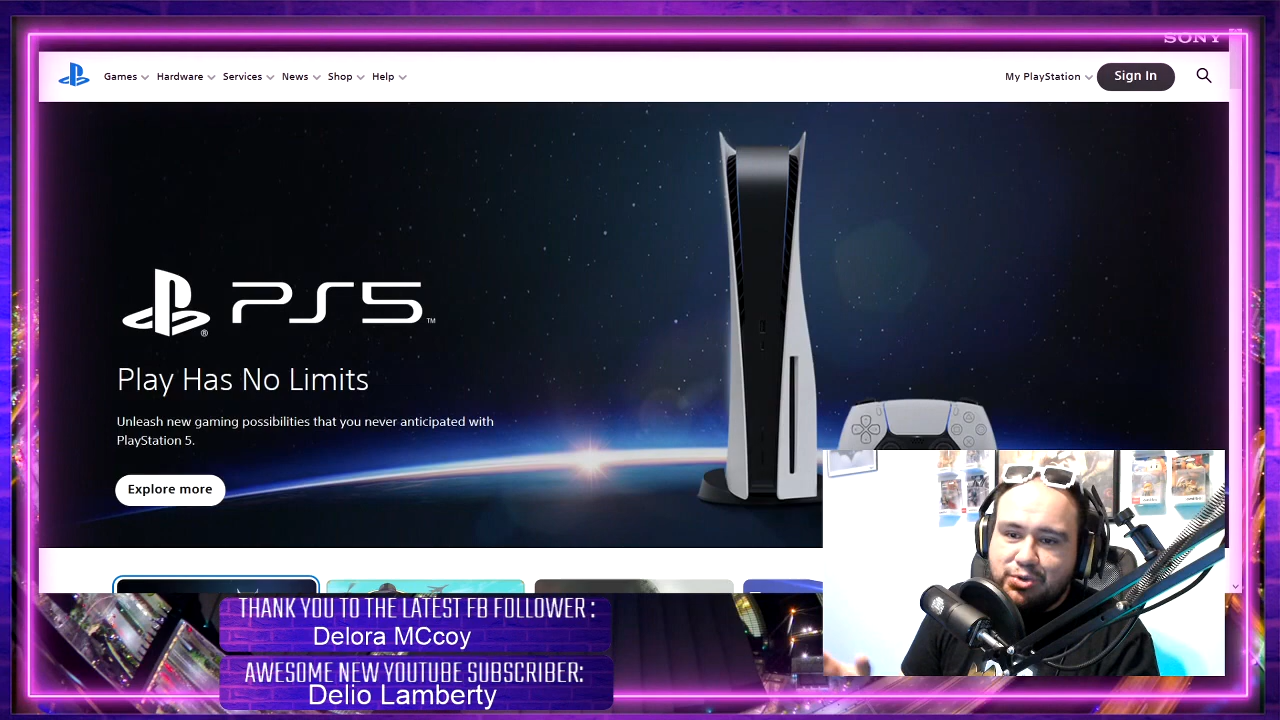 SONY
Games Hardware Services News Shop Help My PlayStation Sign In
PS5
Play Has No Limits
Unleash new gaming possibilities that you never anticipated with
PlayStation 5.
Explore more
THANK YOU TO THE LATEST FB FOLLOWER :
Delora MCcoy
AWESOME NEW YOUTUBE SUBSCRIBER:
Delio Lamberty